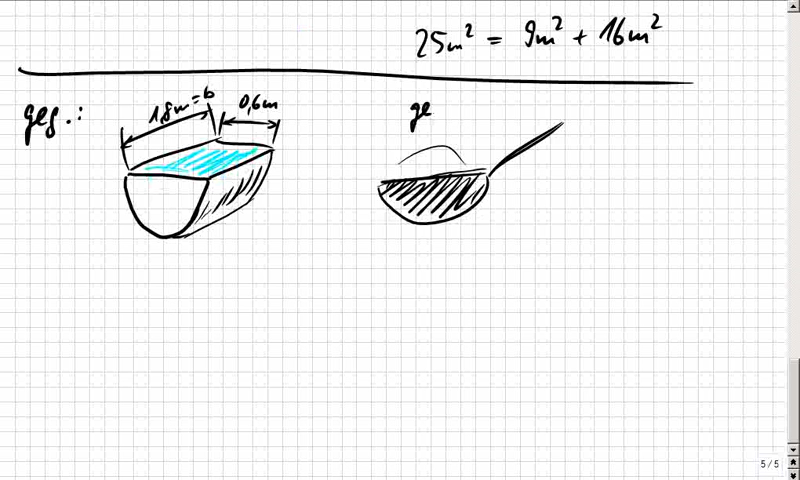 25m² = 9m² + 16m²
geg.: 1,8m=b 0,6m ge
5/5